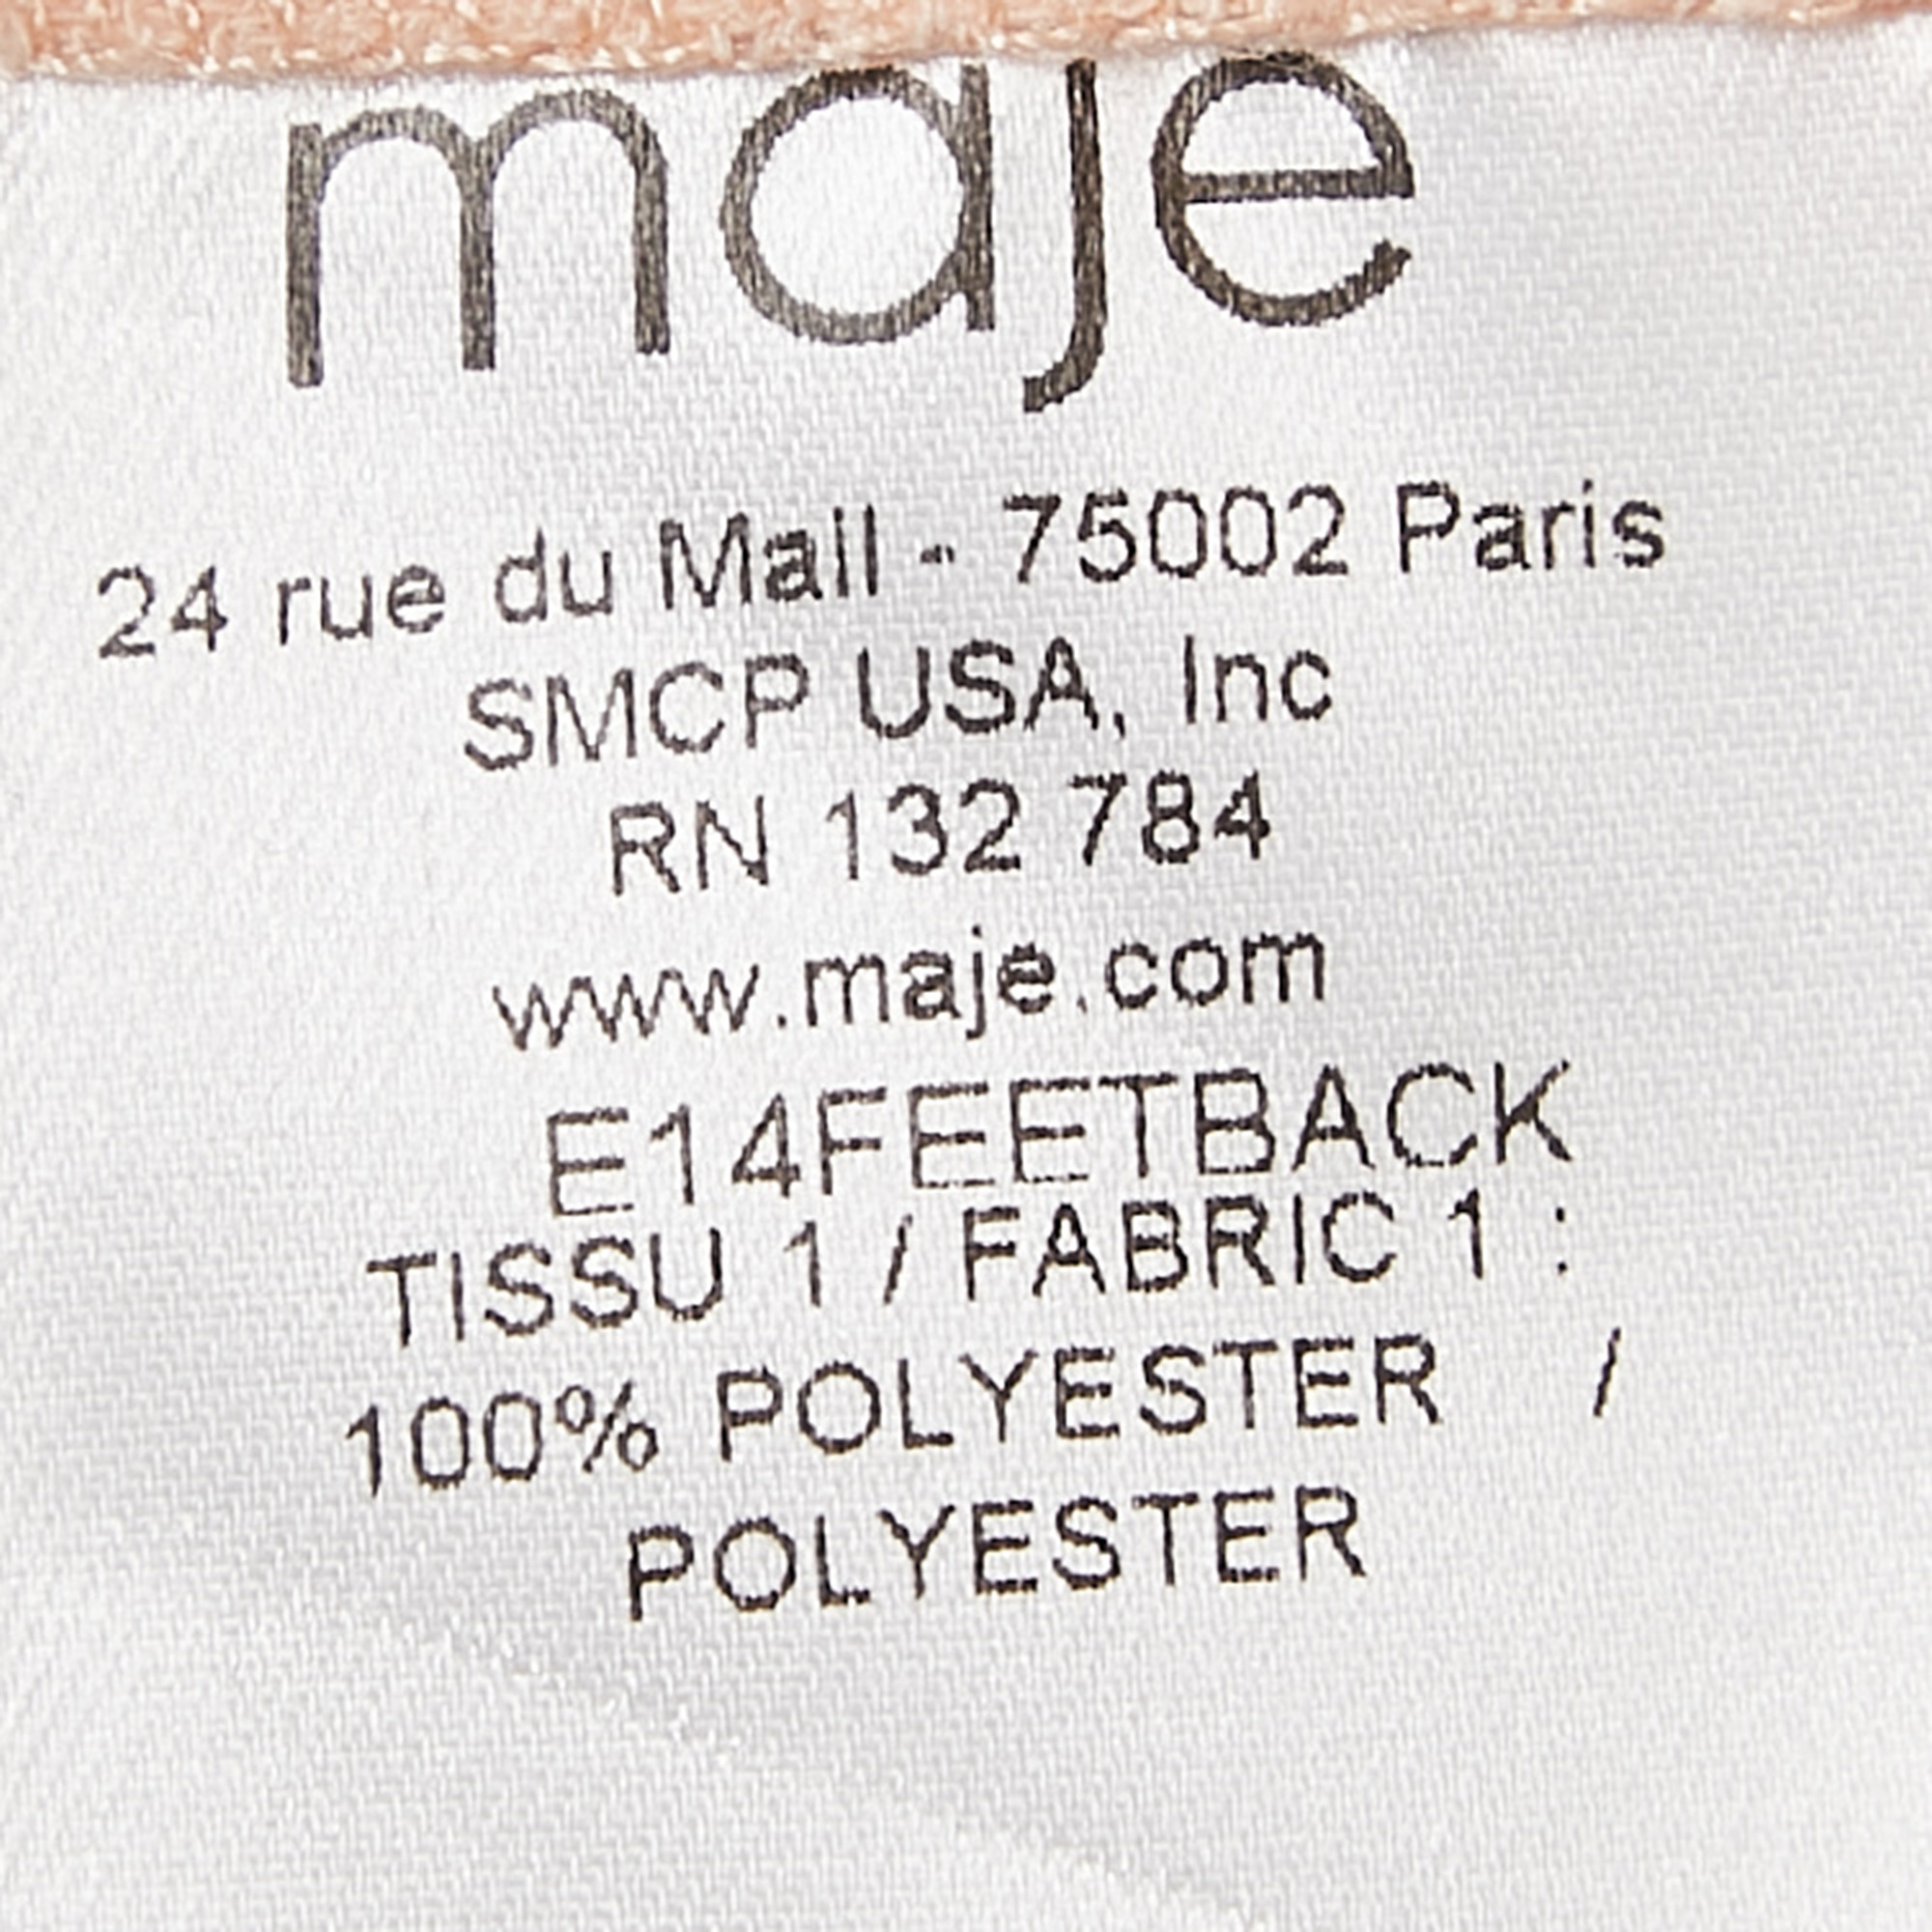 maje
24 rue du Mail - 75002 Paris
SMCP USA, Inc
RN 132 784
www.maje.com
E14FEETBACK
TISSU 1 / FABRIC 1 :
100% POLYESTER /
POLYESTER